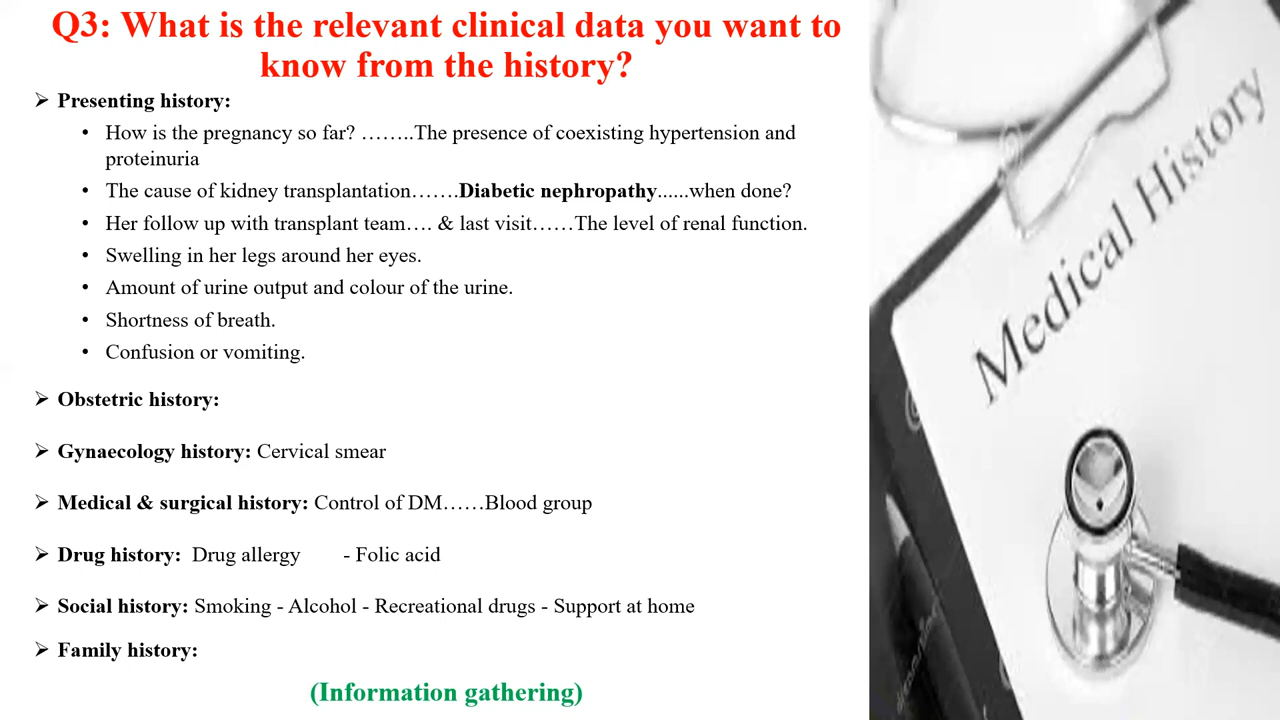 Q3: What is the relevant clinical data you want to
know from the history?
➢ Presenting history:
• How is the pregnancy so far? ……..The presence of coexisting hypertension and
proteinuria
• The cause of kidney transplantation…….Diabetic nephropathy......when done?
• Her follow up with transplant team…. & last visit……The level of renal function.
• Swelling in her legs around her eyes.
• Amount of urine output and colour of the urine.
• Shortness of breath.
• Confusion or vomiting.
➢ Obstetric history:
➢ Gynaecology history: Cervical smear
➢ Medical & surgical history: Control of DM……Blood group
➢ Drug history: Drug allergy - Folic acid
➢ Social history: Smoking - Alcohol - Recreational drugs - Support at home
➢ Family history:
(Information gathering)
Medical History